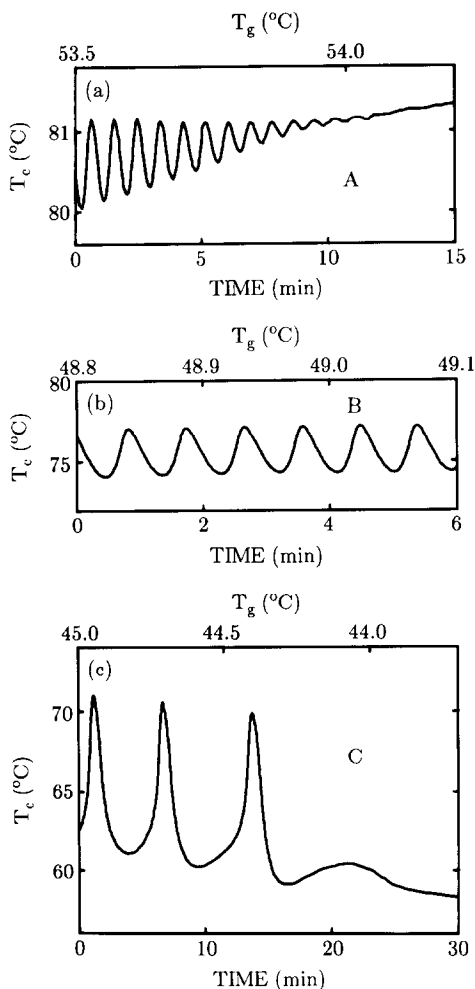 T_g (°C)
53.5 54.0
(a)
81
80
T_c (°C)
A
0 5 10 15
TIME (min)
T_g (°C)
48.8 48.9 49.0 49.1
80
(b) B
75
T_c (°C)
0 2 4 6
TIME (min)
T_g (°C)
45.0 44.5 44.0
(c)
70
65
60
T_c (°C)
C
0 10 20 30
TIME (min)